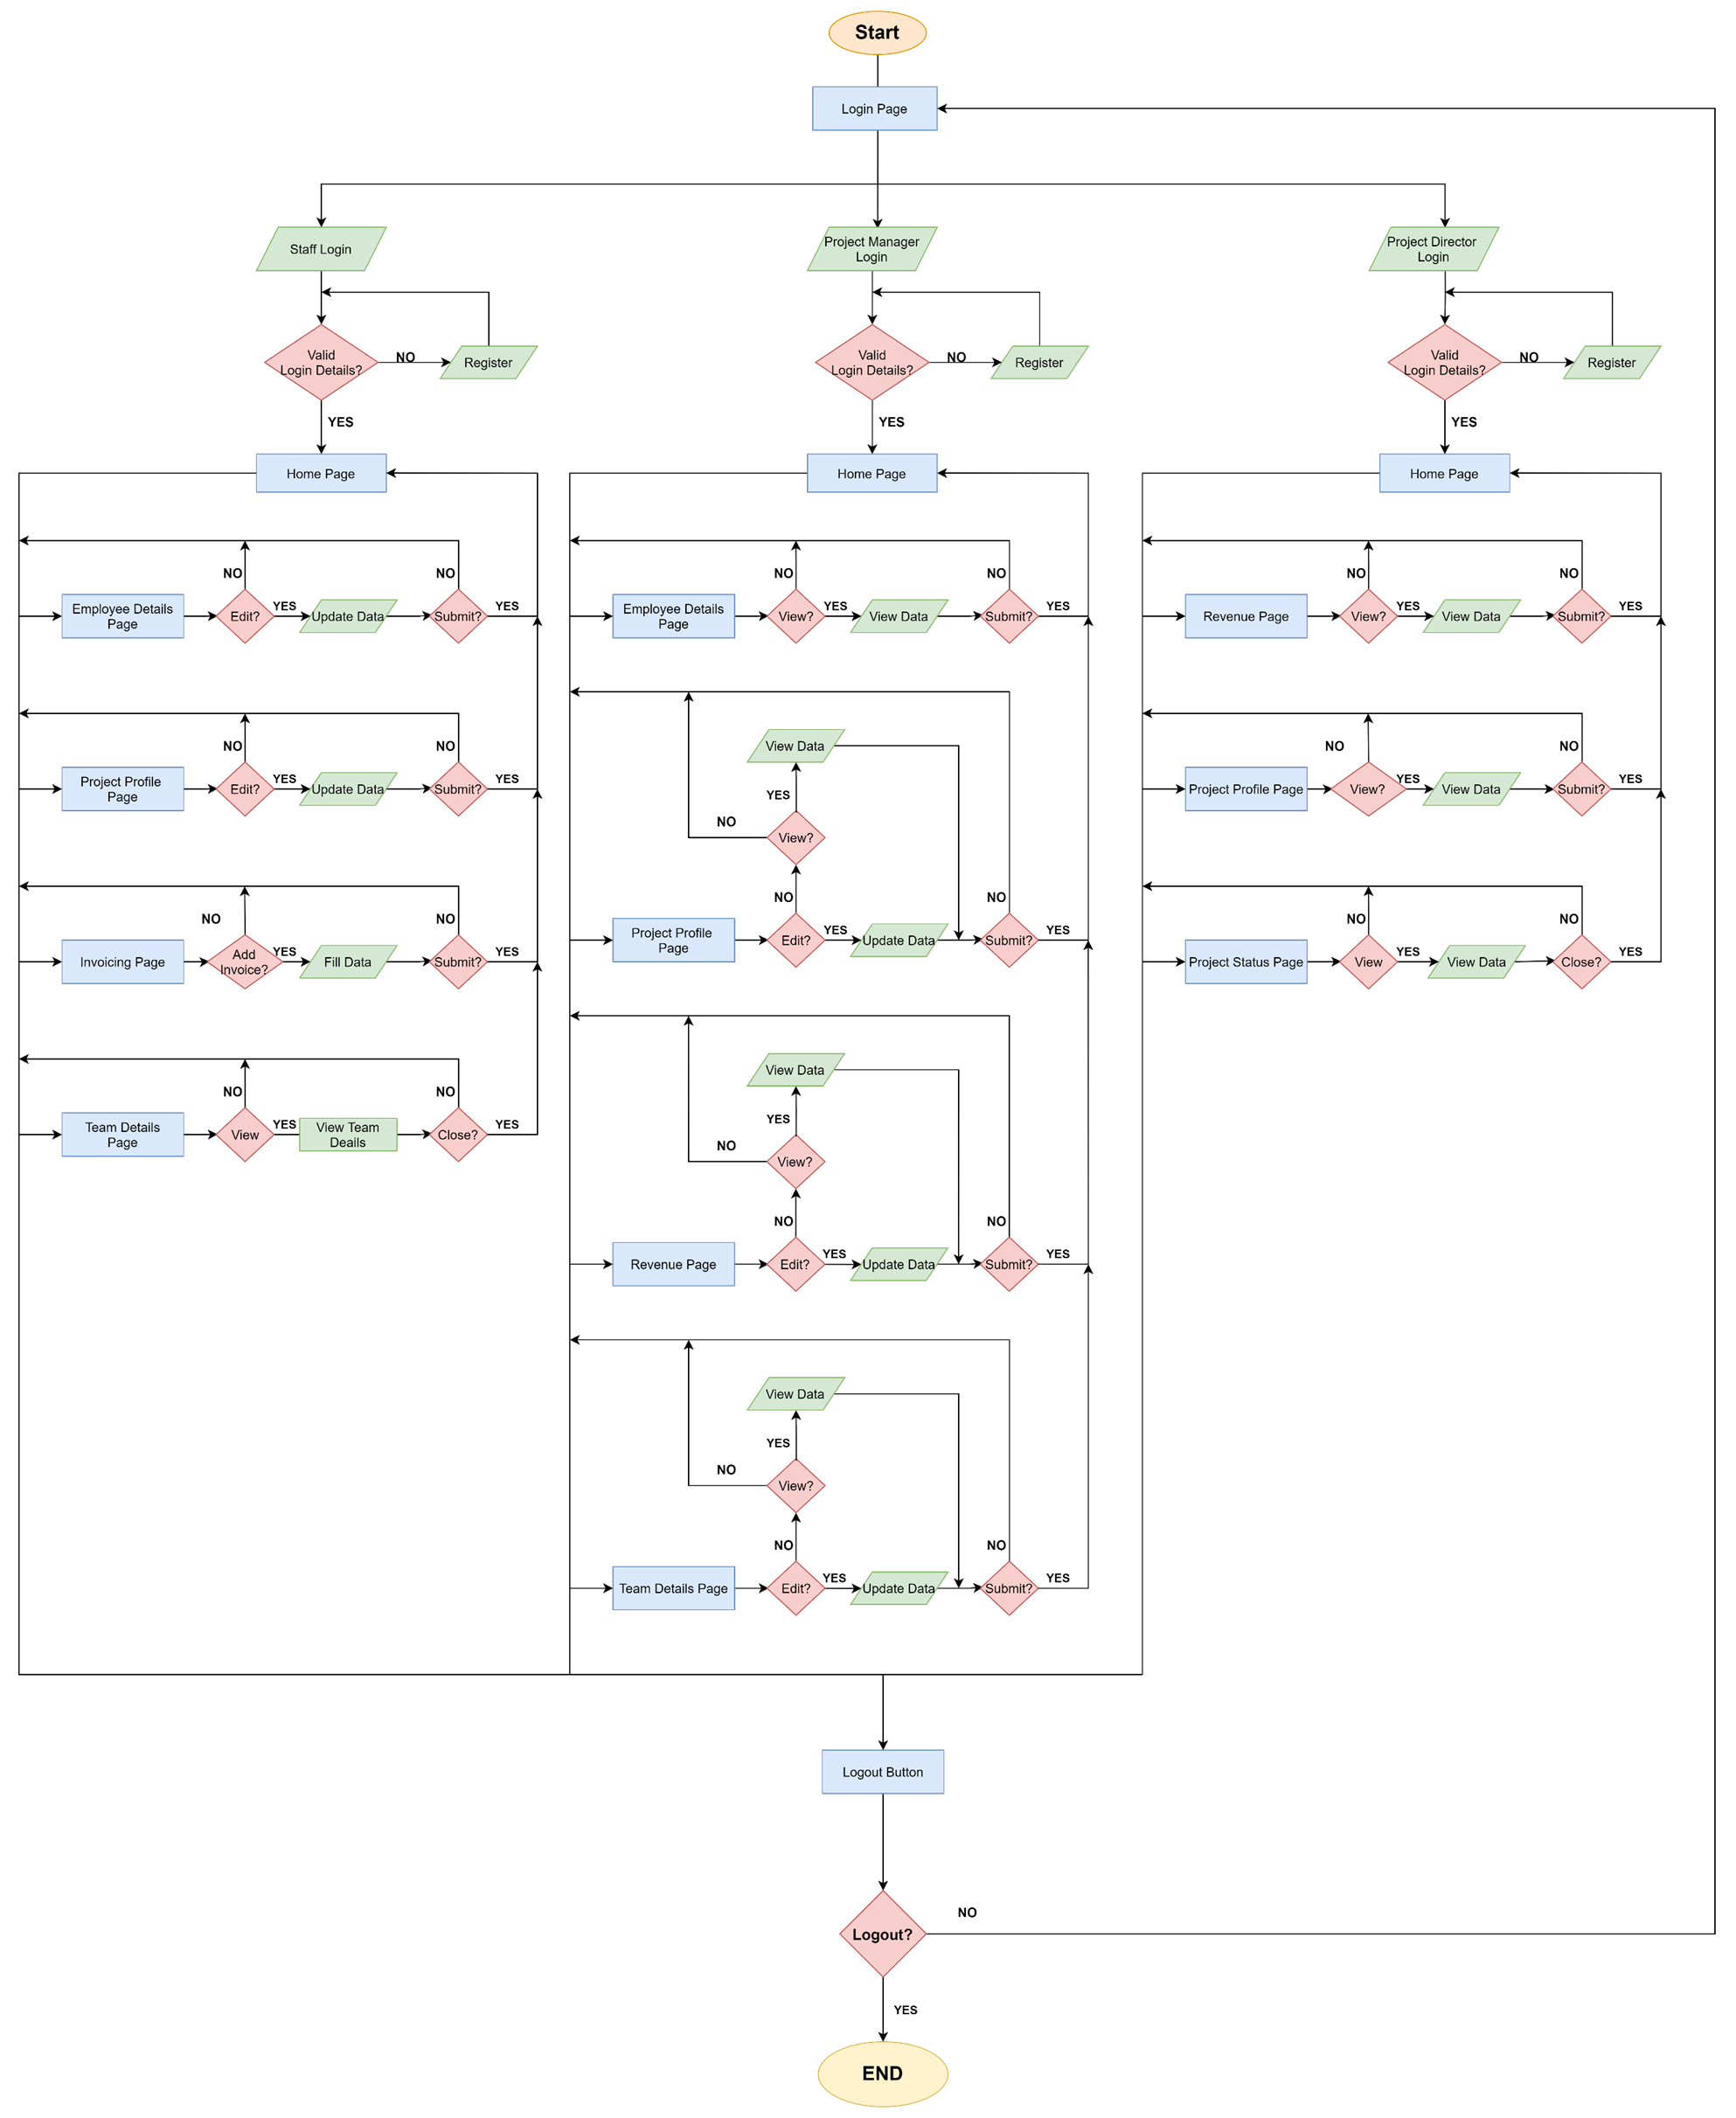 Start
Login Page
Staff Login
Project Manager
Login
Project Director
Login
Valid
Login Details?
NO
Register
Valid
Login Details?
NO
Register
Valid
Login Details?
NO
Register
YES
YES
YES
Home Page
Home Page
Home Page
NO
NO
Employee Details
Page
Edit?
YES
Update Data
Submit?
YES
NO
NO
Project Profile
Page
Edit?
YES
Update Data
Submit?
YES
NO
NO
Invoicing Page
Add
Invoice?
YES
Fill Data
Submit?
YES
NO
NO
Team Details
Page
View
YES
View Team
Deails
Close?
YES
NO
NO
Employee Details
Page
View?
YES
View Data
Submit?
YES
View Data
YES
NO
View?
NO
NO
Project Profile
Page
Edit?
YES
Update Data
Submit?
YES
View Data
YES
NO
View?
NO
NO
Revenue Page
Edit?
YES
Update Data
Submit?
YES
View Data
YES
NO
View?
NO
NO
Team Details Page
Edit?
YES
Update Data
Submit?
YES
NO
NO
Revenue Page
View?
YES
View Data
Submit?
YES
NO
NO
Project Profile Page
View?
YES
View Data
Submit?
YES
NO
NO
Project Status Page
View
YES
View Data
Close?
YES
Logout Button
Logout?
NO
YES
END